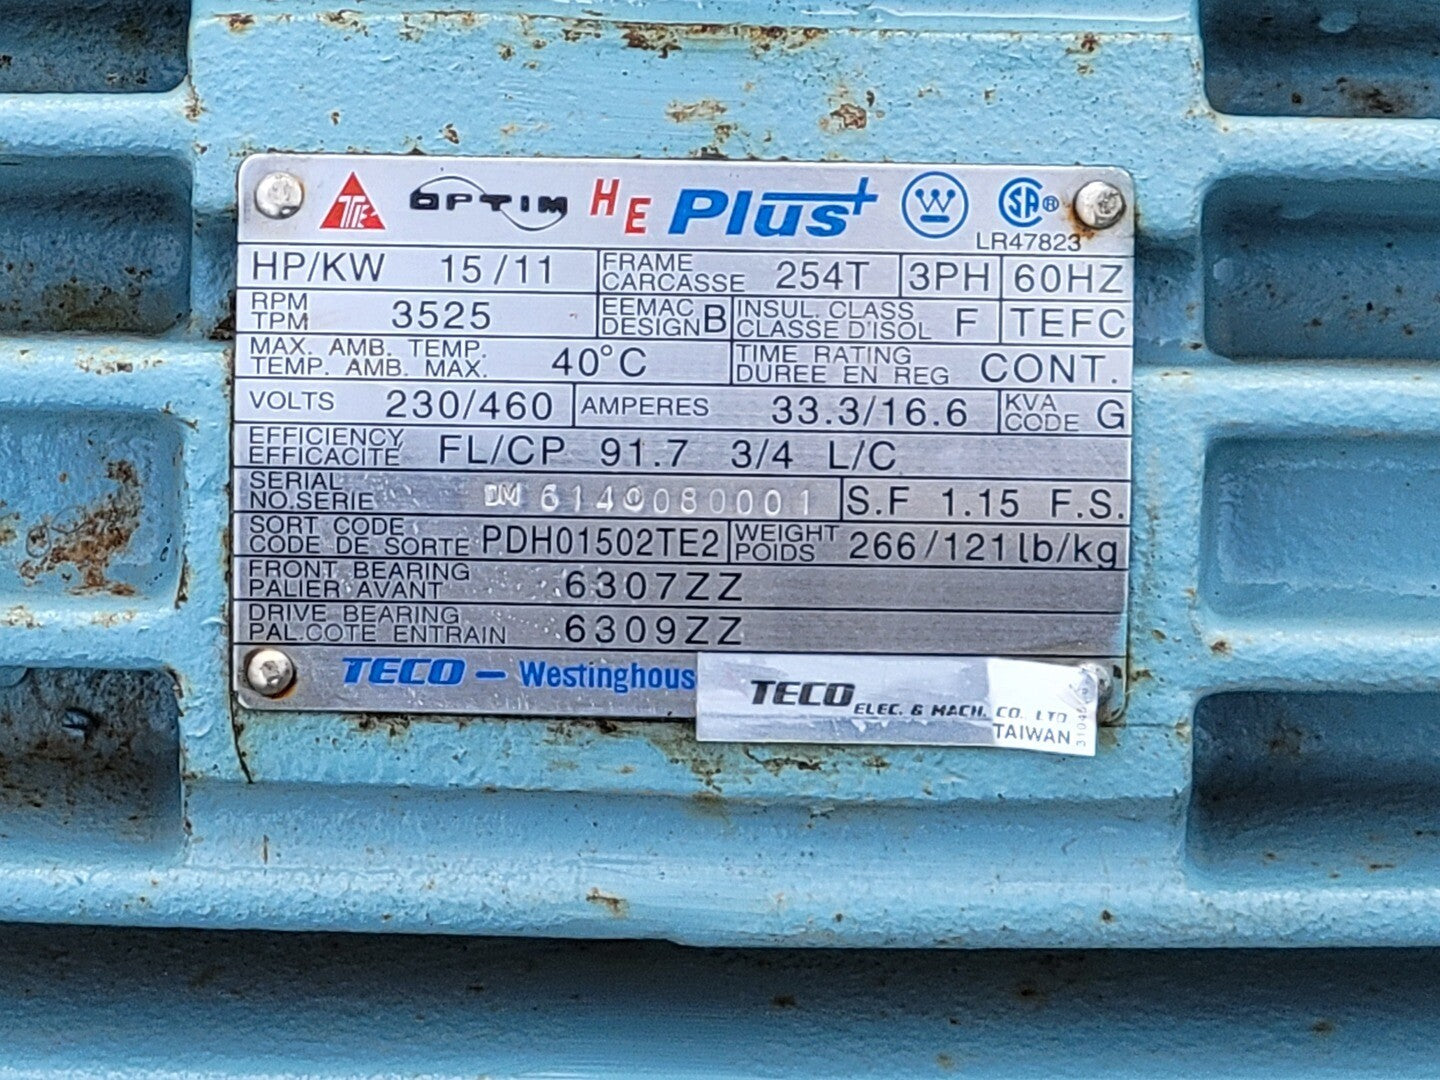 TE OPTIM HE Plus+ W SA®
LR47823
HP/KW 15/11 FRAME CARCASSE 254T 3PH 60HZ
RPM TPM 3525 EEMAC DESIGN B INSUL. CLASS CLASSE D'ISOL F TEFC
MAX. AMB. TEMP. TEMP. AMB. MAX. 40°C TIME RATING DUREE EN REG CONT.
VOLTS 230/460 AMPERES 33.3/16.6 KVA CODE G
EFFICIENCY EFFICACITE FL/CP 91.7 3/4 L/C
SERIAL NO.SERIE S.F 1.15 F.S.
SORT CODE CODE DE SORTE PDH01502TE2 WEIGHT POIDS 266/121 lb/kg
FRONT BEARING PALIER AVANT 6307ZZ
DRIVE BEARING PAL.COTE ENTRAIN 6309ZZ
TECO – Westinghous
TECO ELEC. & MACH. CO., LTD
TAIWAN